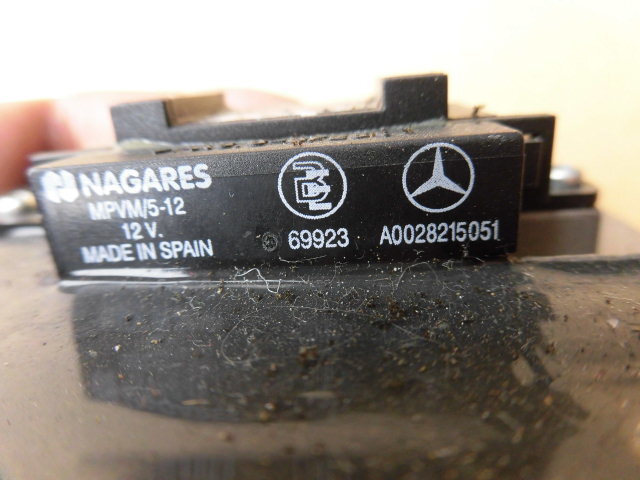 NAGARES
MPVM/5-12
12 V.
MADE IN SPAIN
69923
A0028215051